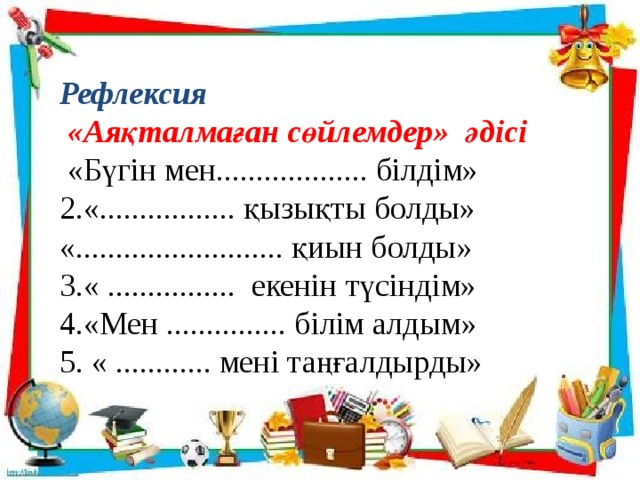 Рефлексия
«Аяқталмаған сөйлемдер» әдісі
«Бүгін мен................... білдім»
2.«................. қызықты болды»
«.......................... қиын болды»
3.« ................ екенін түсіндім»
4.«Мен ............... білім алдым»
5. « ............ мені таңғалдырды»